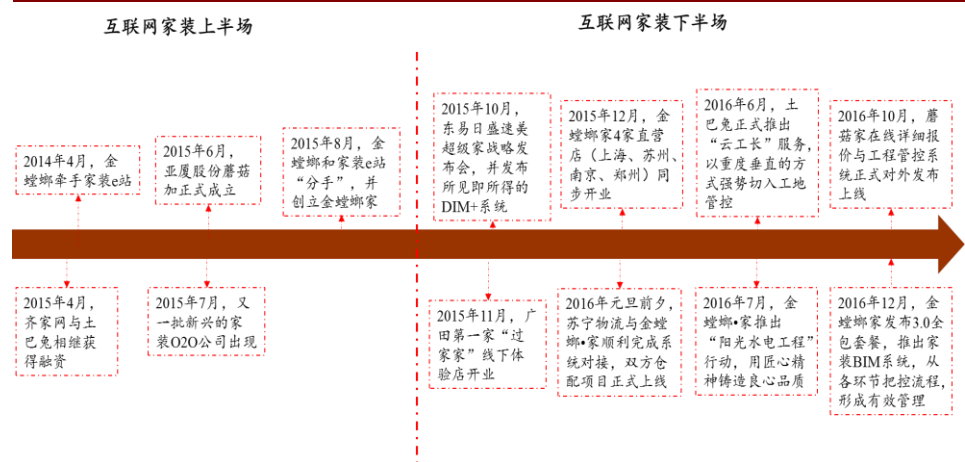 互联网家装上半场
互联网家装下半场
2014年4月，金
螳螂牵手家装e站
2015年6月，
亚厦股份蘑菇
加正式成立
2015年8月，金
螳螂和家装e站
“分手”，并
创立金螳螂家
2015年10月，
东易日盛速美
超级家战略发
布会，并发布
所见即所得的
DIM+系统
2015年12月，金
螳螂家4家直营
店（上海、苏州、
南京、郑州）同
步开业
2016年6月，土
巴兔正式推出
“云工长”服务，
以重度垂直的方
式强势切入工地
管控
2016年10月，蘑
菇家在线详细报
价与工程管控系
统正式对外发布
上线
2015年4月，
齐家网与土
巴兔相继获
得融资
2015年7月，又
一批新兴的家
装O2O公司出现
2015年11月，广
田第一家“过
家家”线下体
验店开业
2016年元旦前夕，
苏宁物流与金螳
螂•家顺利完成系
统对接，双方仓
配项目正式上线
2016年7月，金
螳螂•家推出
“阳光水电工程”
行动，用匠心精
神铸造良心品质
2016年12月，金
螳螂家发布3.0全
包套餐，推出家
装BIM系统，从
各环节把控流程，
形成有效管理